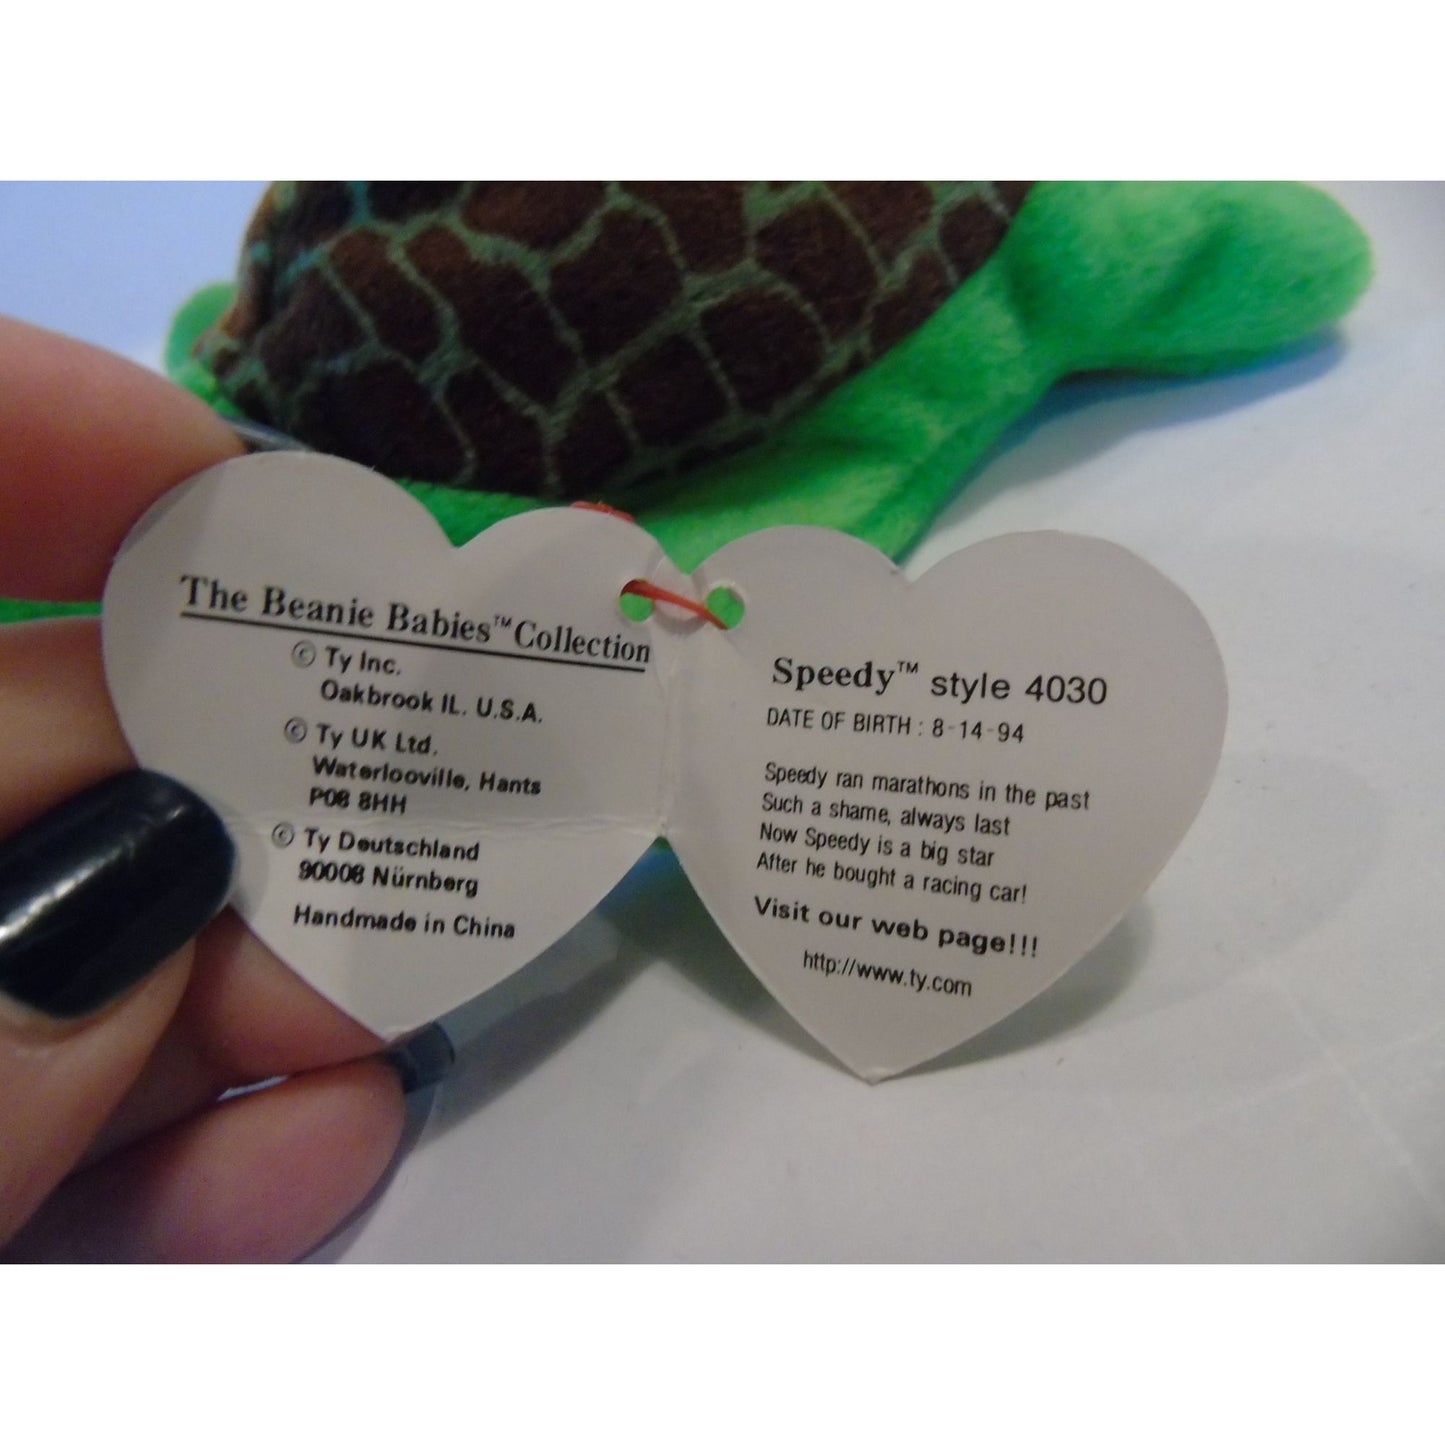 The Beanie Babies™Collection
© Ty Inc.
Oakbrook IL. U.S.A.
© Ty UK Ltd.
Waterlooville, Hants
P08 8HH
© Ty Deutschland
90008 Nürnberg
Handmade in China
Speedy™ style 4030
DATE OF BIRTH : 8-14-94
Speedy ran marathons in the past
Such a shame, always last
Now Speedy is a big star
After he bought a racing car!
Visit our web page!!!
http://www.ty.com